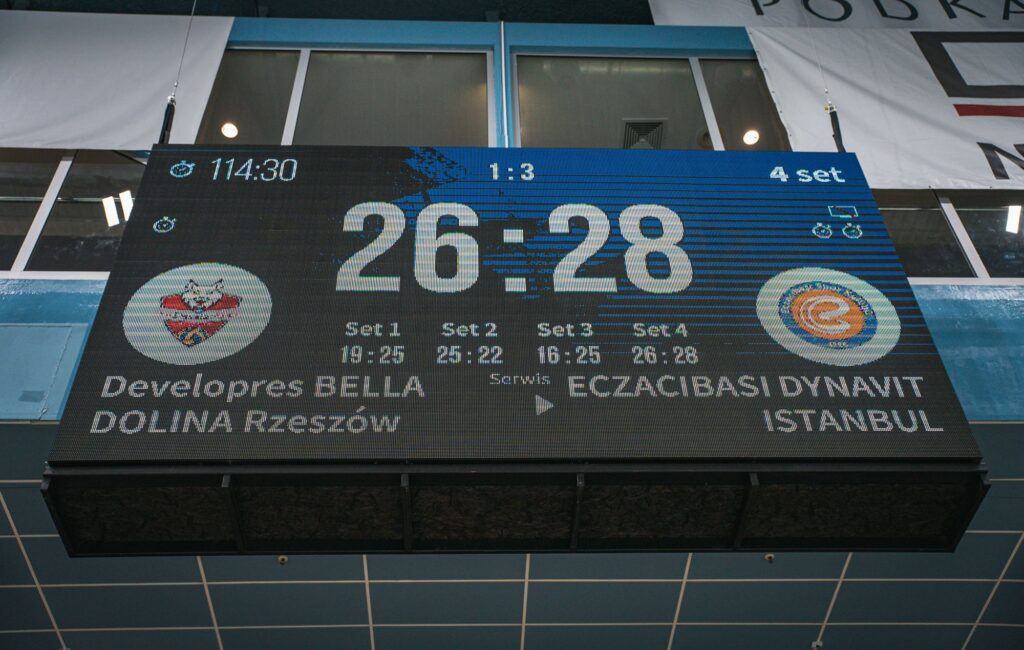 PODKA
114:30
1:3
4 set
26:28
Set 1 Set 2 Set 3 Set 4
19:25 25:22 16:25 26:28
Serwis
Developres BELLA
DOLINA Rzeszów
ECZACIBASI DYNAVIT
ISTANBUL